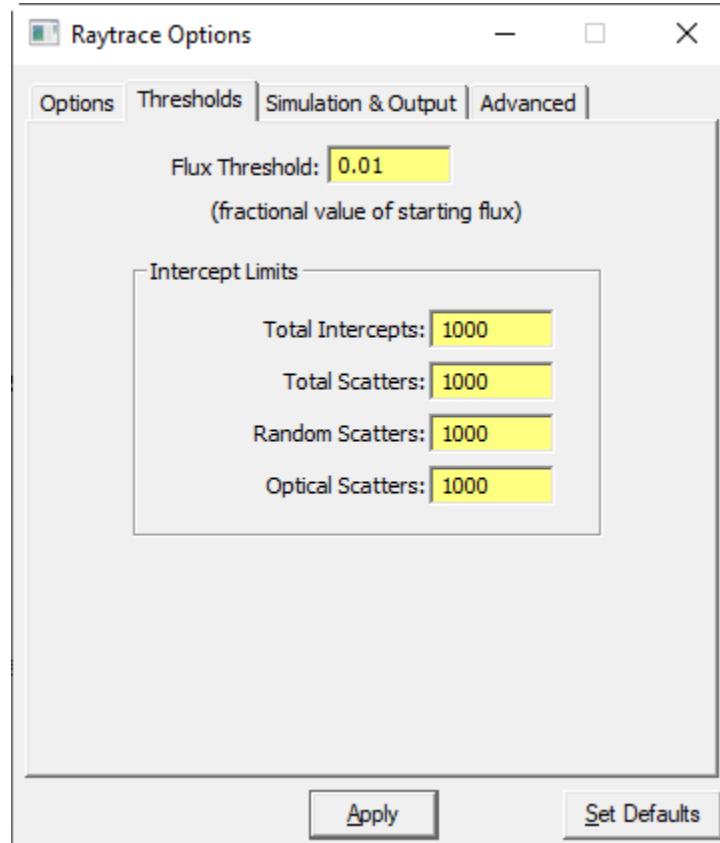 Raytrace Options
Options Thresholds Simulation & Output Advanced
Flux Threshold: 0.01
(fractional value of starting flux)
Intercept Limits
Total Intercepts: 1000
Total Scatters: 1000
Random Scatters: 1000
Optical Scatters: 1000
Apply Set Defaults